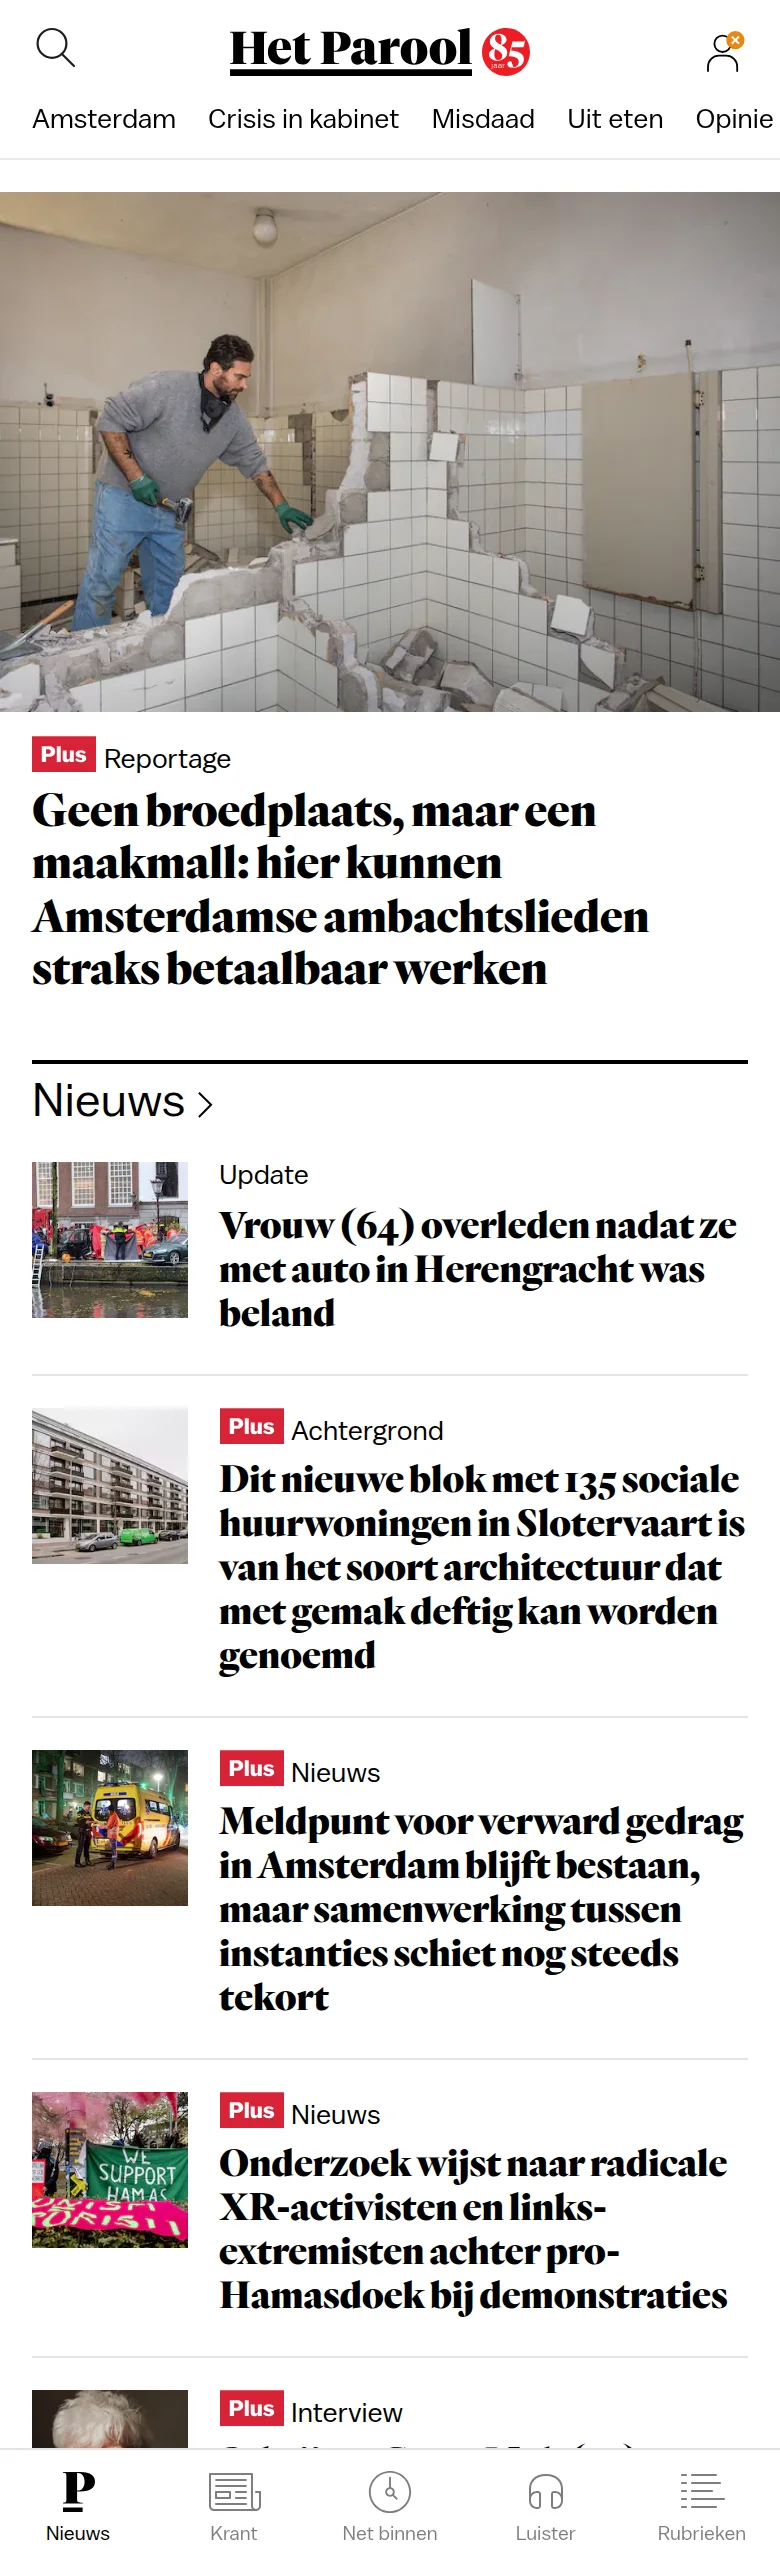 Het Parool 85 jaar
Amsterdam Crisis in kabinet Misdaad Uit eten Opinie
Plus Reportage
Geen broedplaats, maar een
maakmall: hier kunnen
Amsterdamse ambachtslieden
straks betaalbaar werken
Nieuws
Update
Vrouw (64) overleden nadat ze
met auto in Herengracht was
beland
Plus Achtergrond
Dit nieuwe blok met 135 sociale
huurwoningen in Slotervaart is
van het soort architectuur dat
met gemak deftig kan worden
genoemd
Plus Nieuws
Meldpunt voor verward gedrag
in Amsterdam blijft bestaan,
maar samenwerking tussen
instanties schiet nog steeds
tekort
WE
SUPPORT
HAMAS
Plus Nieuws
Onderzoek wijst naar radicale
XR-activisten en links-
extremisten achter pro-
Hamasdoek bij demonstraties
Plus Interview
P
Nieuws Krant Net binnen Luister Rubrieken